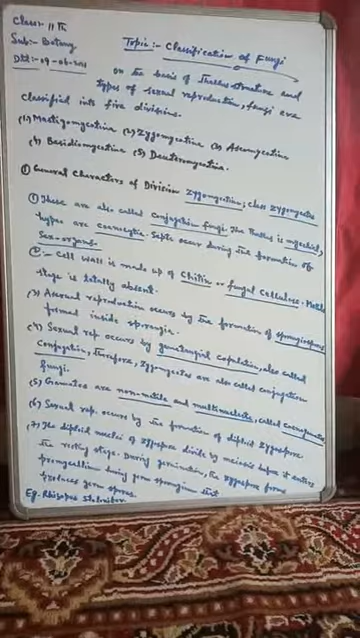 Class:- 11 Th
Sub:- Botany
Dtd:- 09-06-2021
Topic:- Classification of Fungi
on the basis of Thallus structure and
types of sexual reproduction, fungi are
classified into five divisions.
(1) Mastigomycotina (2) Zygomycotina (3) Ascomycotina
(4) Basidiomycotina (5) Deuteromycotina.
① General Characters of Division Zygomycotina; class Zygomycetes
① These are also called conjugation fungi. The Thallus is mycelial,
hyphae are coenocytic. Septa occur during the formation of
Sex-organs.
②:- Cell wall is made up of Chitin or fungal cellulose. Motile
stage is totally absent.
(3) Asexual reproduction occurs by the formation of sporangiospores
formed inside sporangia.
(4) Sexual rep. occurs by gametangial copulation, also called
Conjugation, therefore, Zygomycetes are also called conjugation
fungi.
(5) Gametes are non-motile and multinucleate, called coenogametes
(6) Sexual rep. occurs by the formation of diploid zygospore
(7) The diploid nuclei of zygospore divide by meiosis before it enters
the resting stage. During germination, the zygospore forms
promycelium bearing germ sporangium that
produces germ spores.
Eg. Rhizopus stolonifer